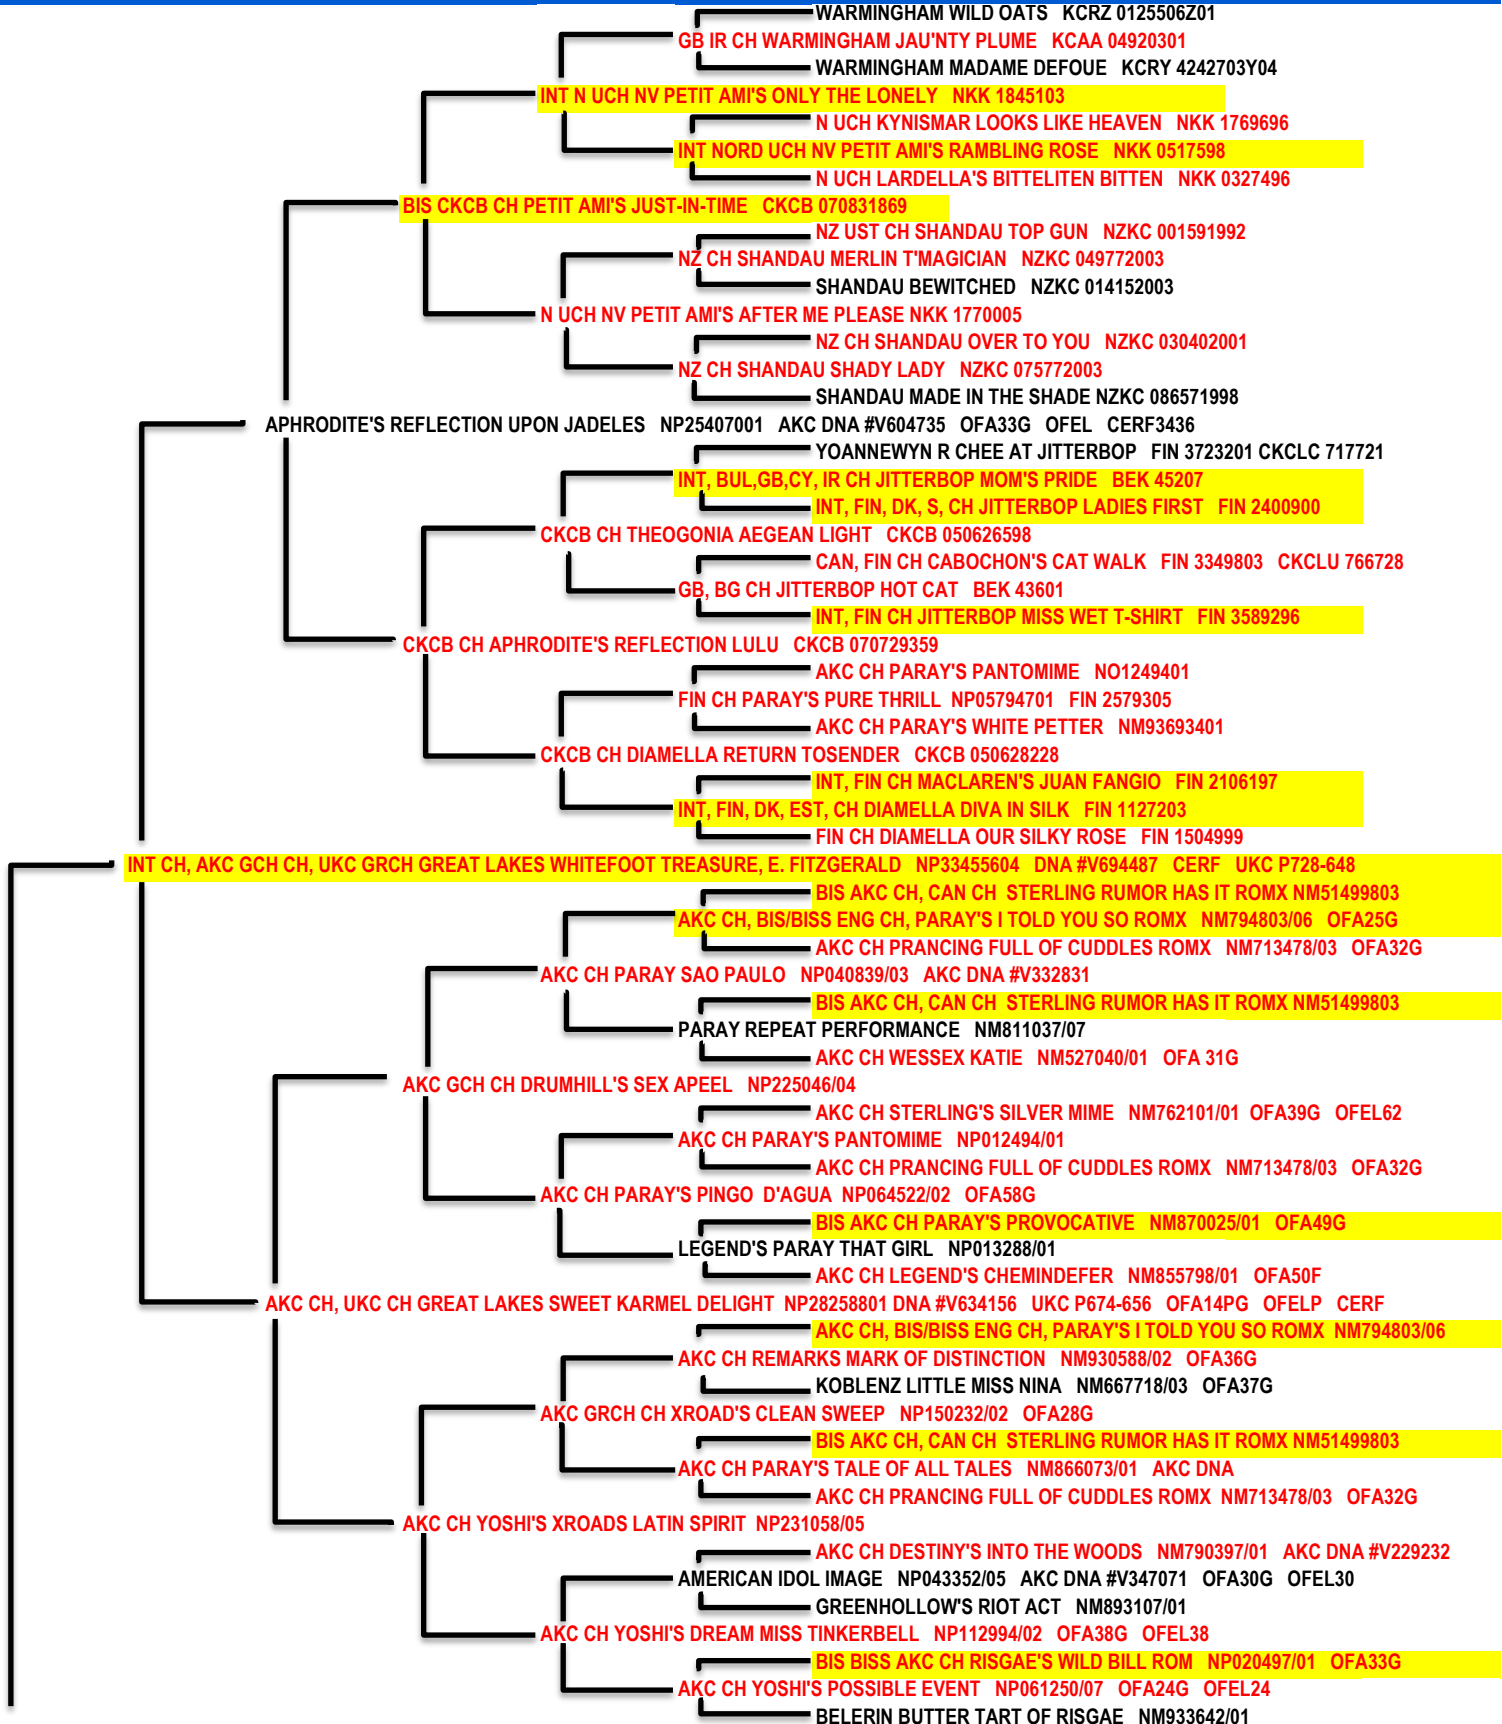 WARMINGHAM WILD OATS KCRZ 0125506Z01
GB IR CH WARMINGHAM JAU'NTY PLUME KCAA 04920301
WARMINGHAM MADAME DEFOUE KCRY 4242703Y04
INT N UCH NV PETIT AMI'S ONLY THE LONELY NKK 1845103
N UCH KYNISMAR LOOKS LIKE HEAVEN NKK 1769696
INT NORD UCH NV PETIT AMI'S RAMBLING ROSE NKK 0517598
N UCH LARDELLA'S BITTELITEN BITTEN NKK 0327496
BIS CKCB CH PETIT AMI'S JUST-IN-TIME CKCB 070831869
NZ UST CH SHANDAU TOP GUN NZKC 001591992
NZ CH SHANDAU MERLIN T'MAGICIAN NZKC 049772003
SHANDAU BEWITCHED NZKC 014152003
N UCH NV PETIT AMI'S AFTER ME PLEASE NKK 1770005
NZ CH SHANDAU OVER TO YOU NZKC 030402001
NZ CH SHANDAU SHADY LADY NZKC 075772003
SHANDAU MADE IN THE SHADE NZKC 086571998
APHRODITE'S REFLECTION UPON JADELES NP25407001 AKC DNA #V604735 OFA33G OFEL CERF3436
YOANNEWYN R CHEE AT JITTERBOP FIN 3723201 CKCLC 717721
INT, BUL,GB,CY, IR CH JITTERBOP MOM'S PRIDE BEK 45207
INT, FIN, DK, S, CH JITTERBOP LADIES FIRST FIN 2400900
CKCB CH THEOGONIA AEGEAN LIGHT CKCB 050626598
CAN, FIN CH CABOCHON'S CAT WALK FIN 3349803 CKCLU 766728
GB, BG CH JITTERBOP HOT CAT BEK 43601
INT, FIN CH JITTERBOP MISS WET T-SHIRT FIN 3589296
CKCB CH APHRODITE'S REFLECTION LULU CKCB 070729359
AKC CH PARAY'S PANTOMIME NO1249401
FIN CH PARAY'S PURE THRILL NP05794701 FIN 2579305
AKC CH PARAY'S WHITE PETTER NM93693401
CKCB CH DIAMELLA RETURN TOSENDER CKCB 050628228
INT, FIN CH MACLAREN'S JUAN FANGIO FIN 2106197
INT, FIN, DK, EST, CH DIAMELLA DIVA IN SILK FIN 1127203
FIN CH DIAMELLA OUR SILKY ROSE FIN 1504999
INT CH, AKC GCH CH, UKC GRCH GREAT LAKES WHITEFOOT TREASURE, E. FITZGERALD NP33455604 DNA #V694487 CERF UKC P728-648
BIS AKC CH, CAN CH STERLING RUMOR HAS IT ROMX NM51499803
AKC CH, BIS/BISS ENG CH, PARAY'S I TOLD YOU SO ROMX NM794803/06 OFA25G
AKC CH PRANCING FULL OF CUDDLES ROMX NM713478/03 OFA32G
AKC CH PARAY SAO PAULO NP040839/03 AKC DNA #V332831
BIS AKC CH, CAN CH STERLING RUMOR HAS IT ROMX NM51499803
PARAY REPEAT PERFORMANCE NM811037/07
AKC CH WESSEX KATIE NM527040/01 OFA 31G
AKC GCH CH DRUMHILL'S SEX APEEL NP225046/04
AKC CH STERLING'S SILVER MIME NM762101/01 OFA39G OFEL62
AKC CH PARAY'S PANTOMIME NP012494/01
AKC CH PRANCING FULL OF CUDDLES ROMX NM713478/03 OFA32G
AKC CH PARAY'S PINGO D'AGUA NP064522/02 OFA58G
BIS AKC CH PARAY'S PROVOCATIVE NM870025/01 OFA49G
LEGEND'S PARAY THAT GIRL NP013288/01
AKC CH LEGEND'S CHEMINDEFER NM855798/01 OFA50F
AKC CH, UKC CH GREAT LAKES SWEET KARMEL DELIGHT NP28258801 DNA #V634156 UKC P674-656 OFA14PG OFELP CERF
AKC CH, BIS/BISS ENG CH, PARAY'S I TOLD YOU SO ROMX NM794803/06
AKC CH REMARKS MARK OF DISTINCTION NM930588/02 OFA36G
KOBLENZ LITTLE MISS NINA NM667718/03 OFA37G
AKC GRCH CH XROAD'S CLEAN SWEEP NP150232/02 OFA28G
BIS AKC CH, CAN CH STERLING RUMOR HAS IT ROMX NM51499803
AKC CH PARAY'S TALE OF ALL TALES NM866073/01 AKC DNA
AKC CH PRANCING FULL OF CUDDLES ROMX NM713478/03 OFA32G
AKC CH YOSHI'S XROADS LATIN SPIRIT NP231058/05
AKC CH DESTINY'S INTO THE WOODS NM790397/01 AKC DNA #V229232
AMERICAN IDOL IMAGE NP043352/05 AKC DNA #V347071 OFA30G OFEL30
GREENHOLLOW'S RIOT ACT NM893107/01
AKC CH YOSHI'S DREAM MISS TINKERBELL NP112994/02 OFA38G OFEL38
BIS BISS AKC CH RISGAE'S WILD BILL ROM NP020497/01 OFA33G
AKC CH YOSHI'S POSSIBLE EVENT NP061250/07 OFA24G OFEL24
BELERIN BUTTER TART OF RISGAE NM933642/01